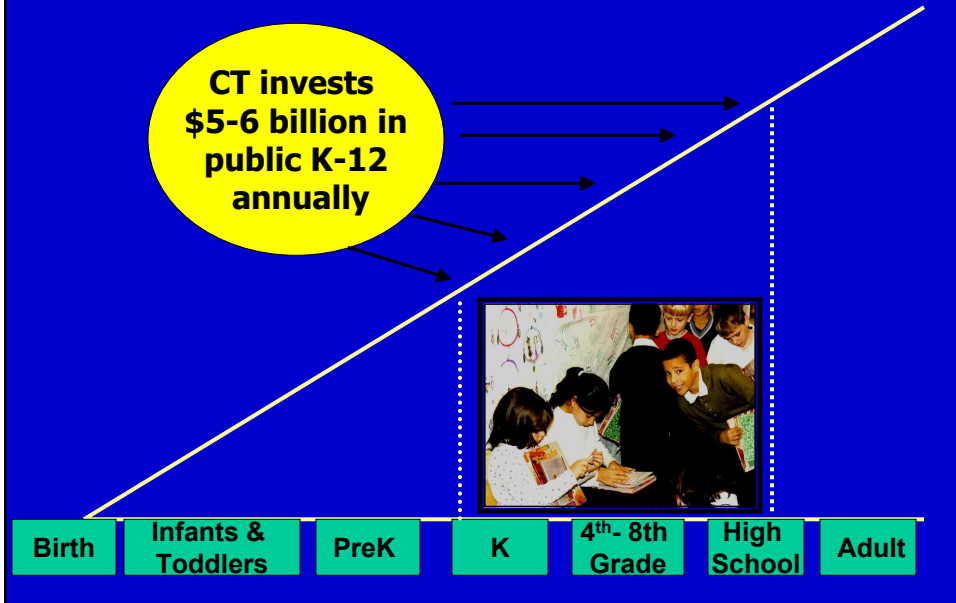 CT invests
$5-6 billion in
public K-12
annually
Birth
Infants &
Toddlers
PreK
K
4th- 8th
Grade
High
School
Adult